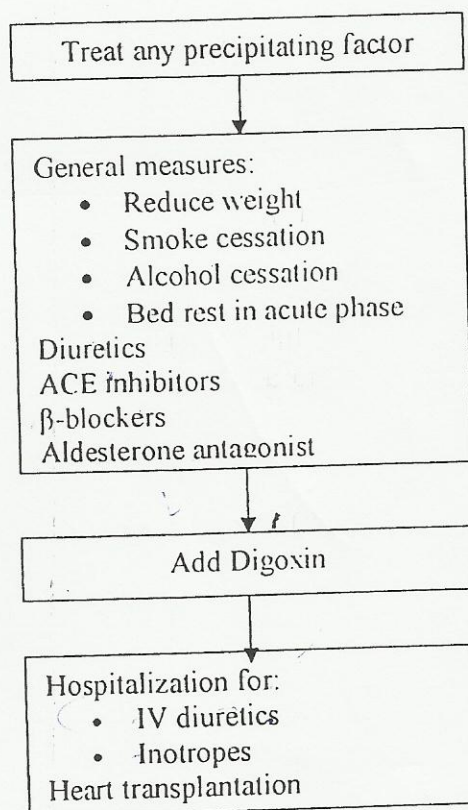 Treat any precipitating factor
General measures:
• Reduce weight
• Smoke cessation
• Alcohol cessation
• Bed rest in acute phase
Diuretics
ACE inhibitors
β-blockers
Aldesterone antagonist
Add Digoxin
Hospitalization for:
• IV diuretics
• Inotropes
Heart transplantation